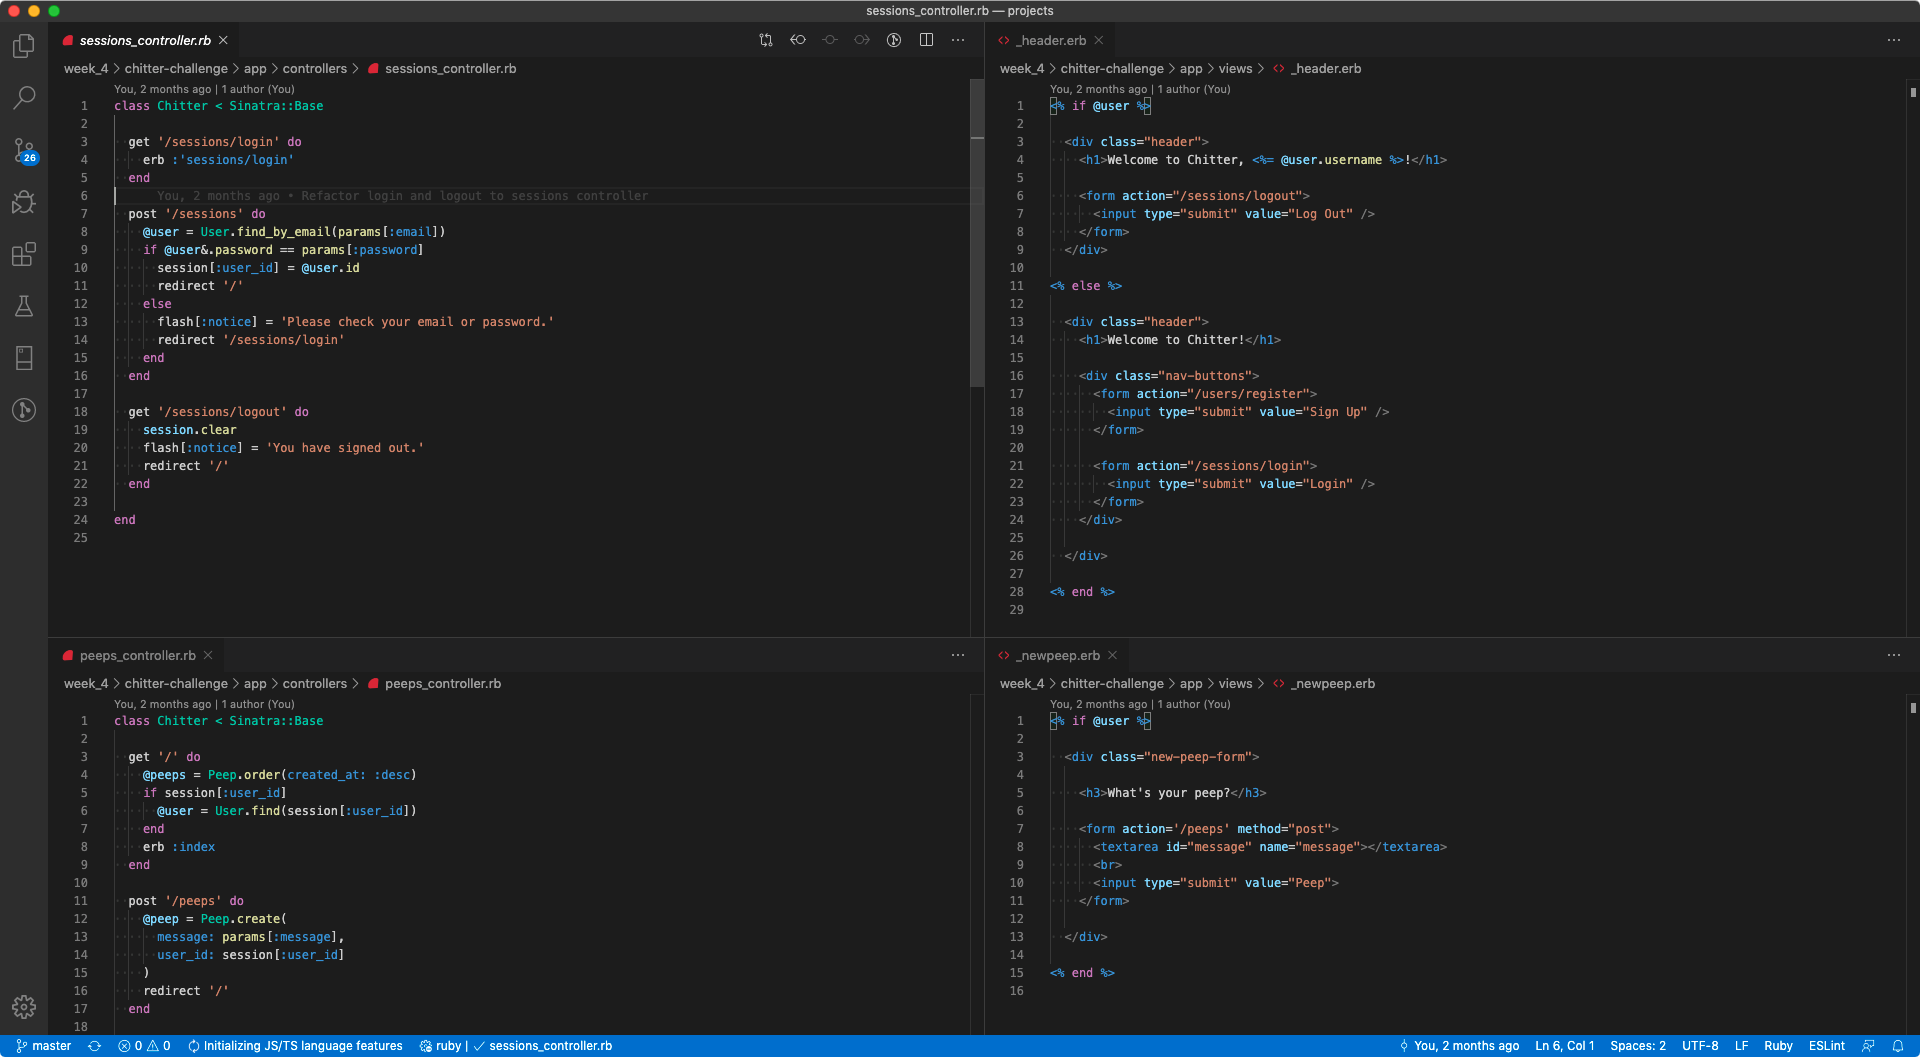 sessions_controller.rb — projects
sessions_controller.rb
week_4 > chitter-challenge > app > controllers > sessions_controller.rb
You, 2 months ago | 1 author (You)
1 class Chitter < Sinatra::Base
2
3 get '/sessions/login' do
4 erb :'sessions/login'
5 end
6 You, 2 months ago • Refactor login and logout to sessions controller
7 post '/sessions' do
8 @user = User.find_by_email(params[:email])
9 if @user&.password == params[:password]
10 session[:user_id] = @user.id
11 redirect '/'
12 else
13 flash[:notice] = 'Please check your email or password.'
14 redirect '/sessions/login'
15 end
16 end
17
18 get '/sessions/logout' do
19 session.clear
20 flash[:notice] = 'You have signed out.'
21 redirect '/'
22 end
23
24 end
25
_header.erb
week_4 > chitter-challenge > app > views > _header.erb
You, 2 months ago | 1 author (You)
1 <% if @user %>
2
3 <div class="header">
4 <h1>Welcome to Chitter, <%= @user.username %>!</h1>
5
6 <form action="/sessions/logout">
7 <input type="submit" value="Log Out" />
8 </form>
9 </div>
10
11 <% else %>
12
13 <div class="header">
14 <h1>Welcome to Chitter!</h1>
15
16 <div class="nav-buttons">
17 <form action="/users/register">
18 <input type="submit" value="Sign Up" />
19 </form>
20
21 <form action="/sessions/login">
22 <input type="submit" value="Login" />
23 </form>
24 </div>
25
26 </div>
27
28 <% end %>
29
26
peeps_controller.rb
week_4 > chitter-challenge > app > controllers > peeps_controller.rb
You, 2 months ago | 1 author (You)
1 class Chitter < Sinatra::Base
2
3 get '/' do
4 @peeps = Peep.order(created_at: :desc)
5 if session[:user_id]
6 @user = User.find(session[:user_id])
7 end
8 erb :index
9 end
10
11 post '/peeps' do
12 @peep = Peep.create(
13 message: params[:message],
14 user_id: session[:user_id]
15 )
16 redirect '/'
17 end
18
_newpeep.erb
week_4 > chitter-challenge > app > views > _newpeep.erb
You, 2 months ago | 1 author (You)
1 <% if @user %>
2
3 <div class="new-peep-form">
4
5 <h3>What's your peep?</h3>
6
7 <form action='/peeps' method="post">
8 <textarea id="message" name="message"></textarea>
9 <br>
10 <input type="submit" value="Peep">
11 </form>
12
13 </div>
14
15 <% end %>
16
master 0 0 Initializing JS/TS language features ruby | ✓ sessions_controller.rb You, 2 months ago Ln 6, Col 1 Spaces: 2 UTF-8 LF Ruby ESLint